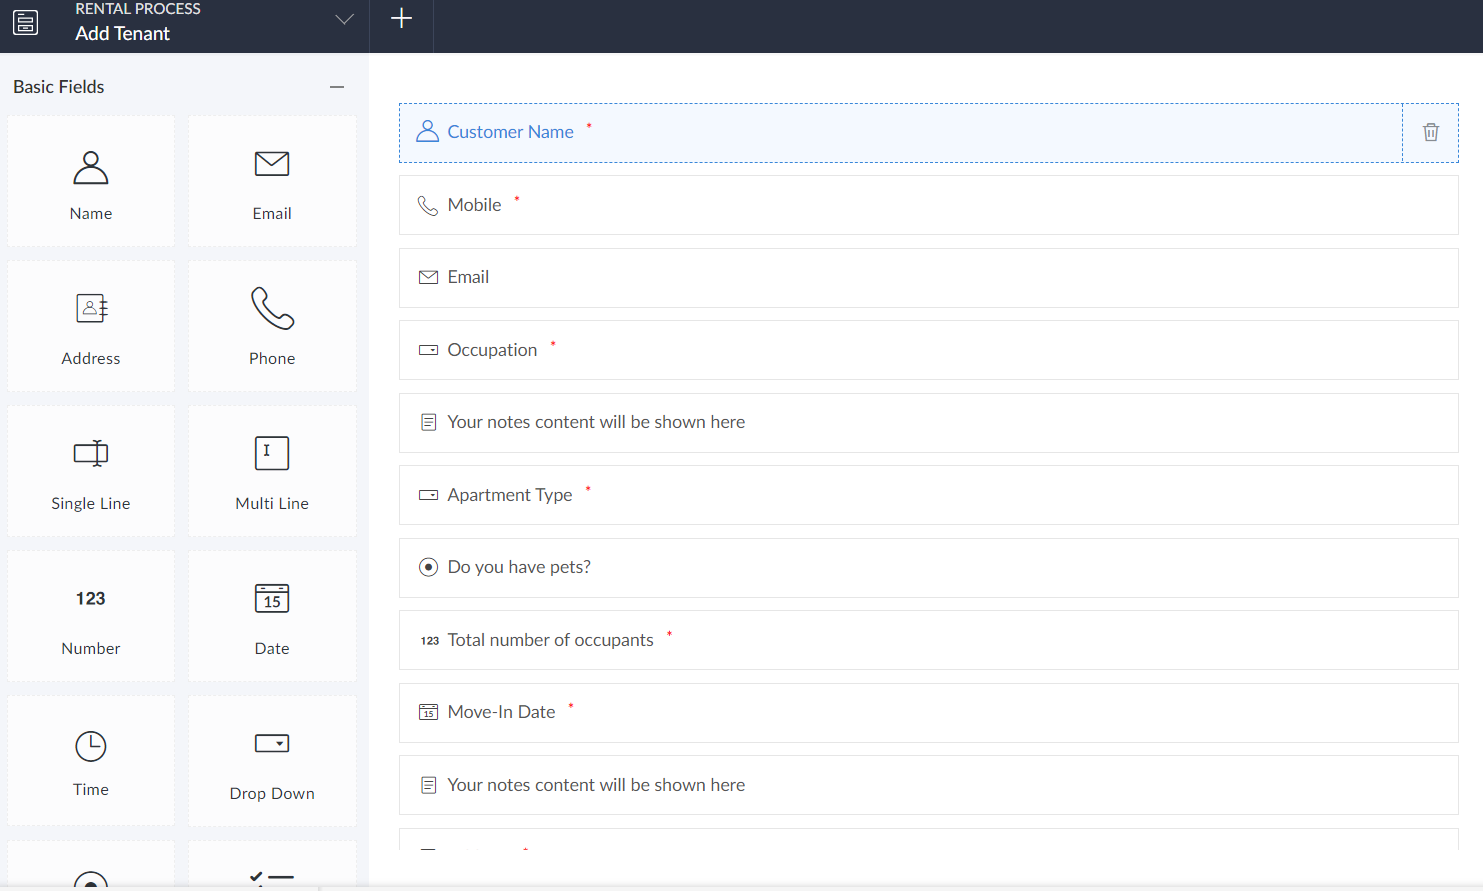 RENTAL PROCESS
Add Tenant
Basic Fields
Name
Email
Address
Phone
Single Line
Multi Line
123
Number
15
Date
Time
Drop Down
Customer Name *
Mobile *
Email
Occupation *
Your notes content will be shown here
Apartment Type *
Do you have pets?
123 Total number of occupants *
15 Move-In Date *
Your notes content will be shown here